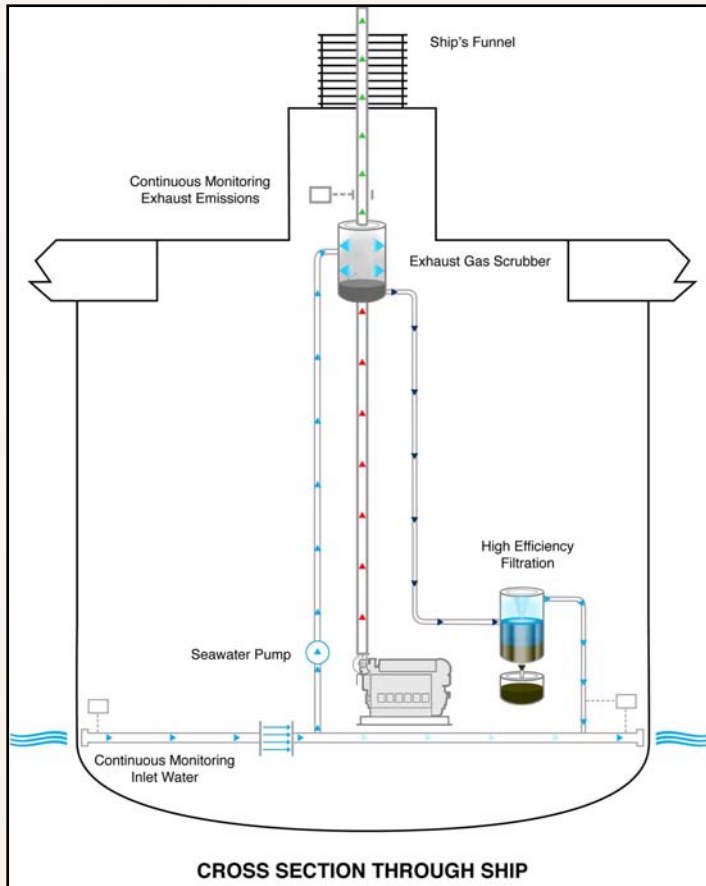 Ship's Funnel
Continuous Monitoring
Exhaust Emissions
Exhaust Gas Scrubber
High Efficiency
Filtration
Seawater Pump
Continuous Monitoring
Inlet Water
CROSS SECTION THROUGH SHIP